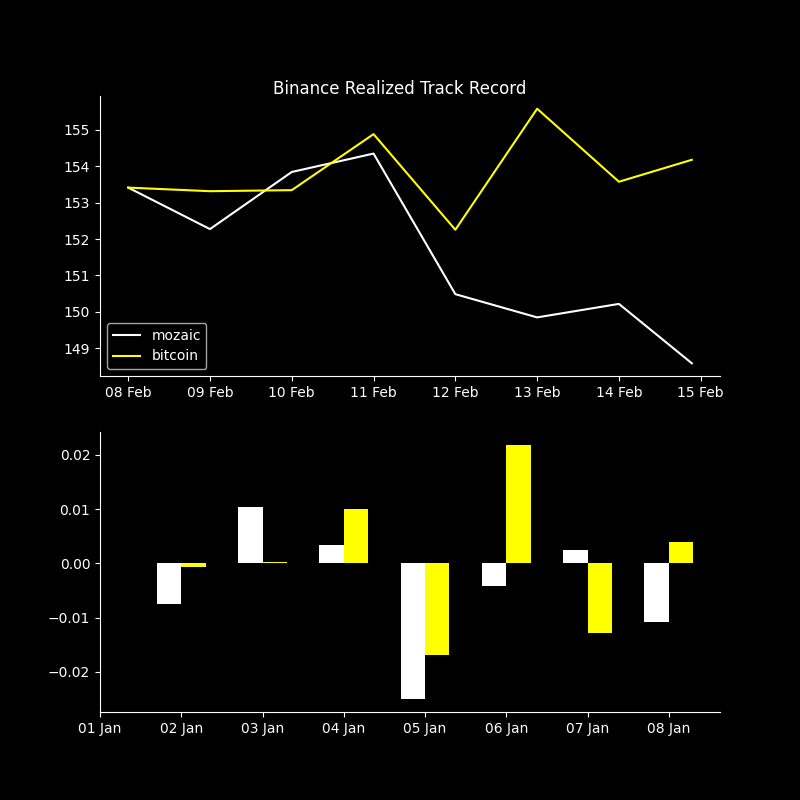 Binance Realized Track Record
155
154
153
152
151
150
149
mozaic
bitcoin
08 Feb 09 Feb 10 Feb 11 Feb 12 Feb 13 Feb 14 Feb 15 Feb
0.02
0.01
0.00
−0.01
−0.02
01 Jan 02 Jan 03 Jan 04 Jan 05 Jan 06 Jan 07 Jan 08 Jan